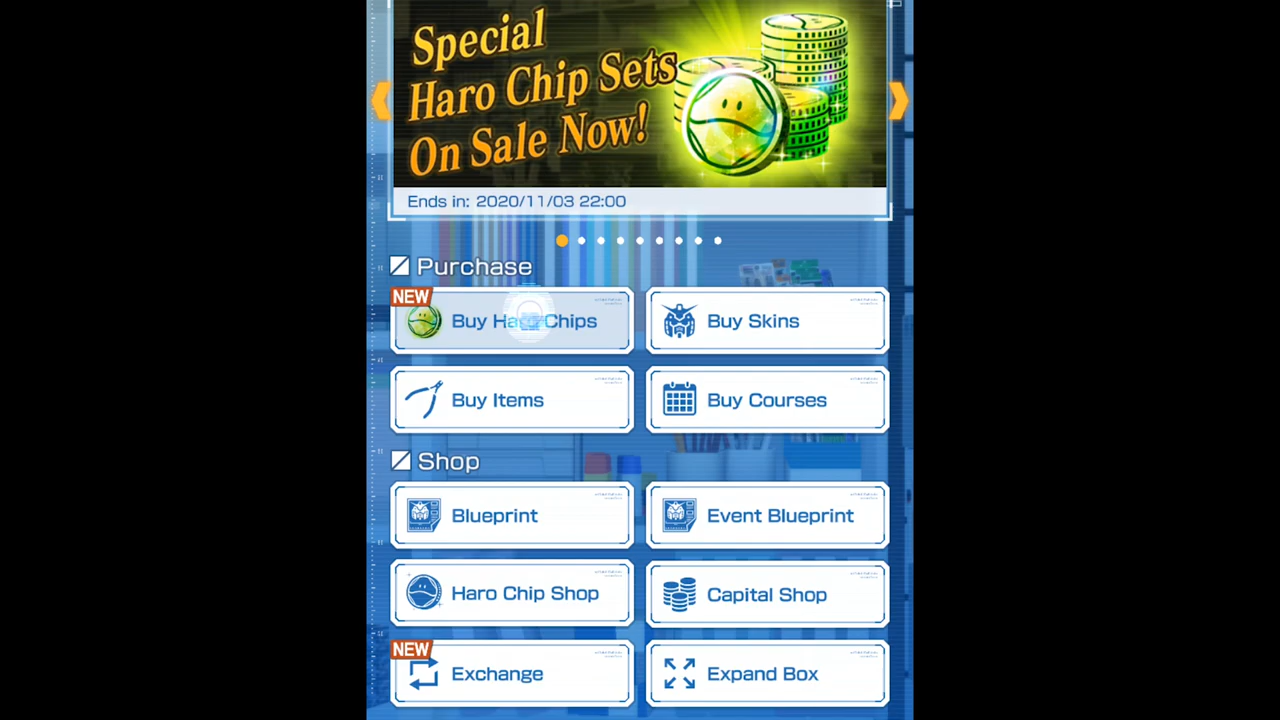 Special
Haro Chip Sets
On Sale Now!
Ends in: 2020/11/03 22:00
Purchase
NEW
Buy Haro Chips
Buy Skins
Buy Items
Buy Courses
Shop
Blueprint
Event Blueprint
Haro Chip Shop
Capital Shop
NEW
Exchange
Expand Box